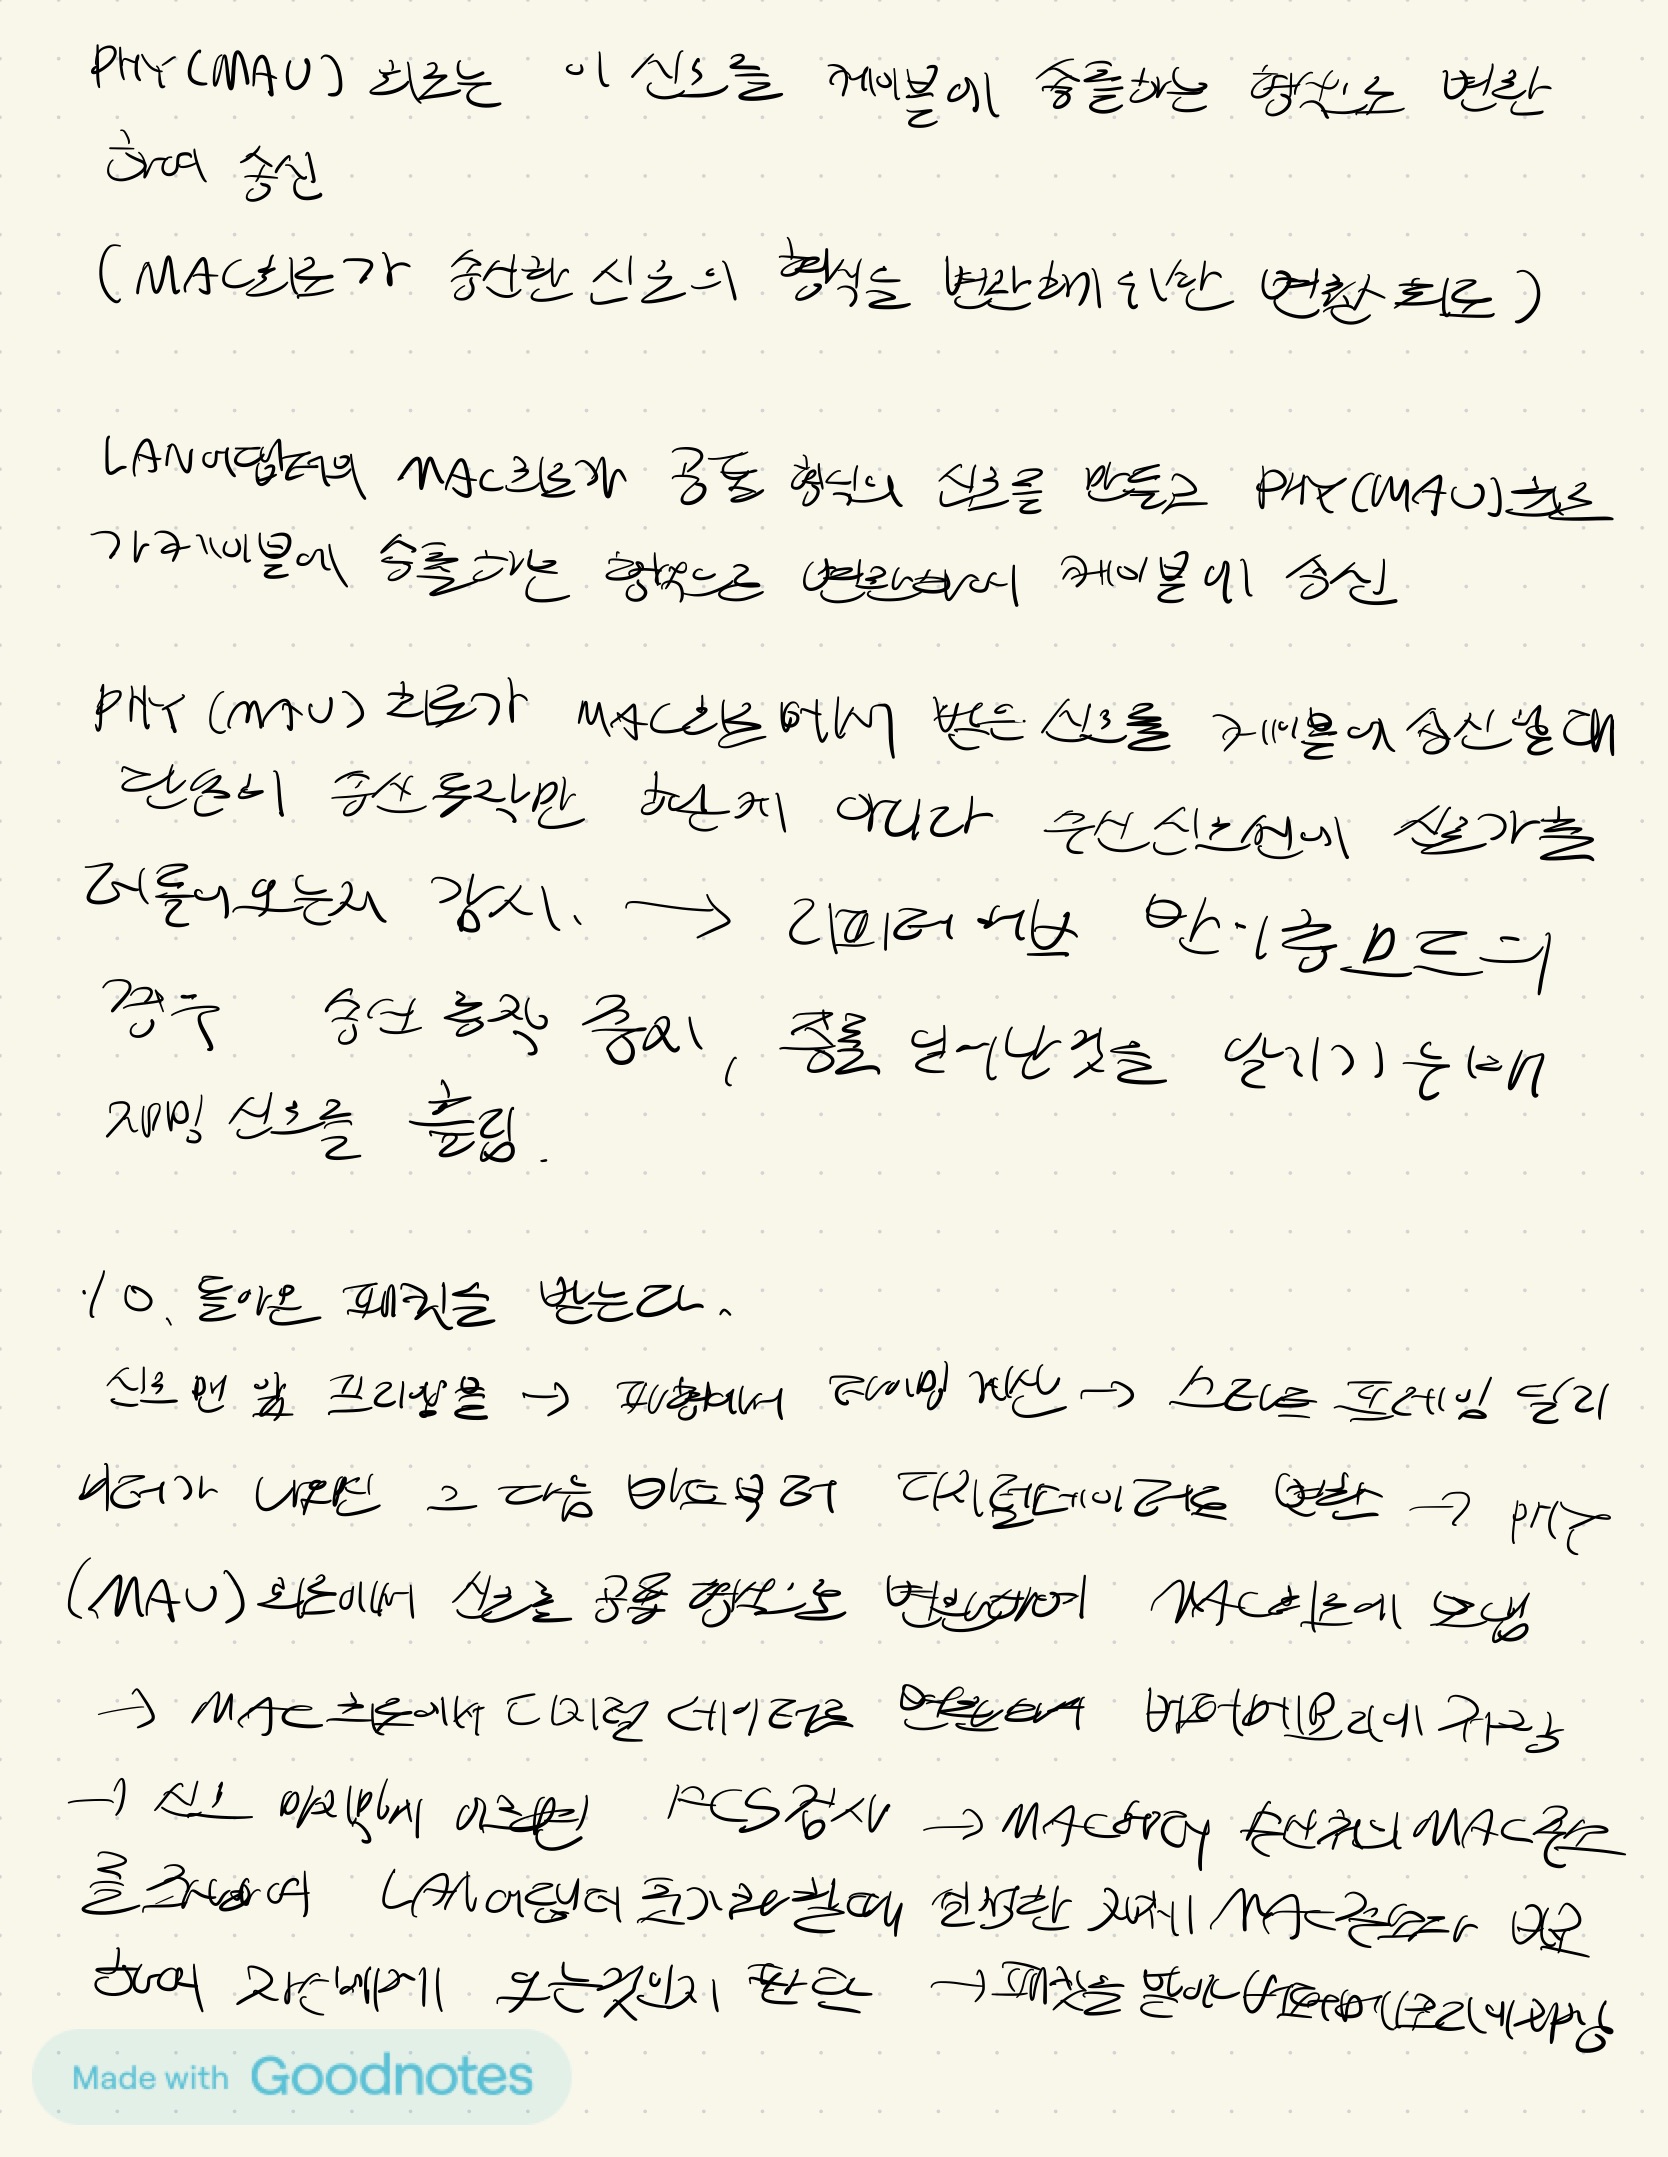 PHY(MAU) 회로는 이 신호를 케이블에 송출하는 형식으로 변환
하여 송신
(MAC회로가 송신한 신호의 형식을 변환해 위한 변환 회로)
LAN어댑터의 MAC회로가 공통 형식의 신호를 만들고 PHY(MAU)회로
가 케이블에 송출하는 형식으로 변환하여 케이블에 송신
PHY (MAU) 회로가 MAC회로에서 받은 신호를 케이블에 송신할 때
단순히 송신 동작만 하는게 아니라 수신 신호선에 신호가
들어오는지 감시. → 리피터 허브 반이중모드의
경우 송신 동작 중에, 충돌 일어난것을 알리기 위해
재밍 신호를 흘림.
10. 돌아온 패킷을 받는다.
신호 맨 앞 프리앰블 → 파형에서 타이밍 계산 → 스타트 프레임 딜리
미터가 나오면 그 다음 비트부터 디지털데이터로 변환 → PHY
(MAU)회로에서 신호를 공통 형식으로 변환하여 MAC회로에 보냄
→ MAC 회로에서 디지털 데이터로 변환하여 버퍼메모리에 저장
→ 신호 마지막에 이르면 FCS검사 → MAC헤더의 수신처의 MAC주소
를 조사하여 LAN어댑터 초기화할때 설정한 자체 MAC주소와 비교
하여 자신에게 오는것인지 판단 → 패킷을 받아 버퍼메모리에 저장
Made with Goodnotes